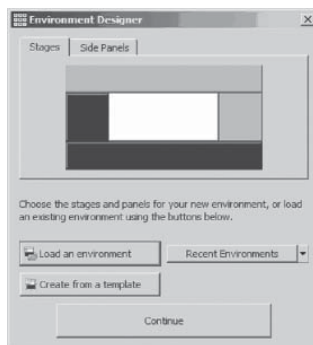 Environment Designer
Stages Side Panels
Choose the stages and panels for your new environment, or load
an existing environment using the buttons below.
Load an environment Recent Environments
Create from a template
Continue